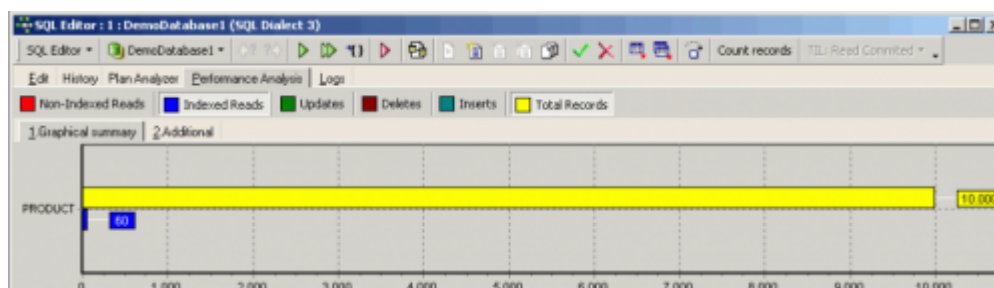 SQL Editor : 1 : DemoDatabase1 (SQL Dialect 3)
SQL Editor DemoDatabase1 Count records TIL: Read Commited
Edit History Plan Analyzer Performance Analysis Logs
Non-Indexed Reads Indexed Reads Updates Deletes Inserts Total Records
1 Graphical summary 2 Additional
10.000
PRODUCT
60
0 1.000 2.000 3.000 4.000 5.000 6.000 7.000 8.000 9.000 10.000